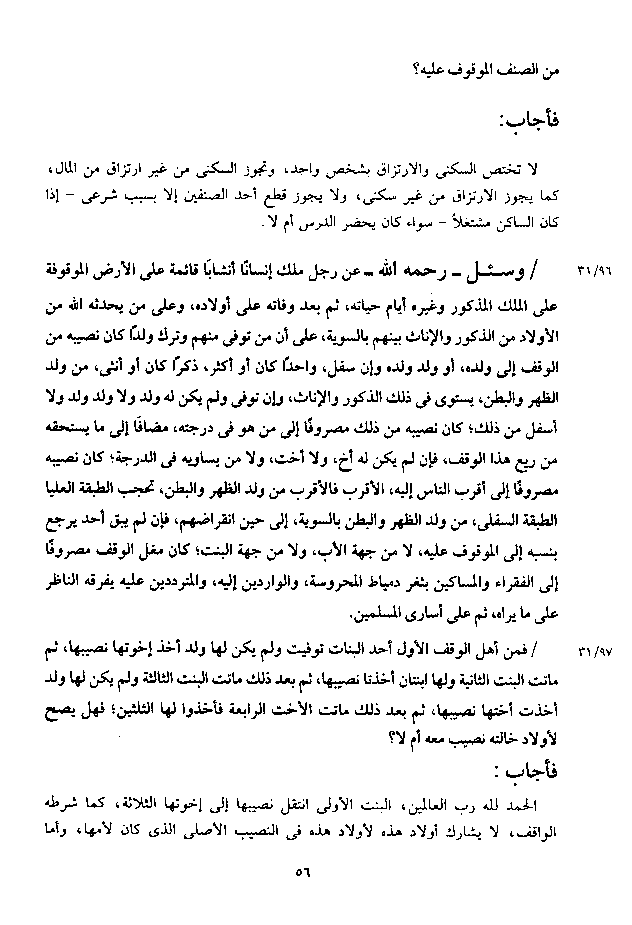 من الصنف الموقوف عليه؟
فأجاب:
لا تختص السكنى والارتزاق بشخص واحد، وتجوز السكنى من غير ارتزاق من المال،
كما يجوز الارتزاق من غير سكنى، ولا يجوز قطع أحد الصنفين إلا بسبب شرعى - إذا
كان الساكن مشتغلاً - سواء كان يحضر الدرس أم لا.
٣١/٩٦ / وسئل ــ رحمه الله ــ عن رجل ملك إنسانًا أنشابًا قائمة على الأرض الموقوفة
على الملك المذكور وغيره أيام حياته، ثم بعد وفاته على أولاده، وعلى من يحدثه الله من
الأولاد من الذكور والإناث بينهم بالسوية، على أن من توفى منهم وترك ولدًا كان نصيبه من
الوقف إلى ولده، أو ولد ولده وإن سفل، واحدًا كان أو أكثر، ذكرًا كان أو أنثى، من ولد
الظهر والبطن، يستوى فى ذلك الذكور والإناث، وإن توفى ولم يكن له ولد ولا ولد ولد ولا
أسفل من ذلك؛ كان نصيبه من ذلك مصروفًا إلى من هو فى درجته، مضافًا إلى ما يستحقه
من ريع هذا الوقف، فإن لم يكن له أخ، ولا أخت، ولا من يساويه فى الدرجة؛ كان نصيبه
مصروفًا إلى أقرب الناس إليه، الأقرب فالأقرب من ولد الظهر والبطن، تحجب الطبقة العليا
الطبقة السفلى، من ولد الظهر والبطن بالسوية، إلى حين انقراضهم، فإن لم يبق أحد يرجع
بنسبه إلى الموقوف عليه، لا من جهة الأب، ولا من جهة البنت؛ كان مغل الوقف مصروفًا
إلى الفقراء والمساكين بثغر دمياط المحروسة، والواردين إليه، والمترددين عليه يفرقه الناظر
على ما يراه، ثم على أسارى المسلمين.
٣١/٩٧ / فمن أهل الوقف الأول أحد البنات توفيت ولم يكن لها ولد أخذ إخوتها نصيبها، ثم
ماتت البنت الثانية ولها ابنتان أخذتا نصيبها، ثم بعد ذلك ماتت البنت الثالثة ولم يكن لها ولد
أخذت أختها نصيبها، ثم بعد ذلك ماتت الأخت الرابعة فأخذوا لها الثلثين؛ فهل يصح
لأولاد خالته نصيب معه أم لا؟
فأجاب :
الحمد لله رب العالمين، البنت الأولى انتقل نصيبها إلى إخوتها الثلاثة، كما شرطه
الواقف، لا يشارك أولاد هذه لأولاد هذه فى النصيب الأصلى الذى كان لأمها، وأما
٥٦